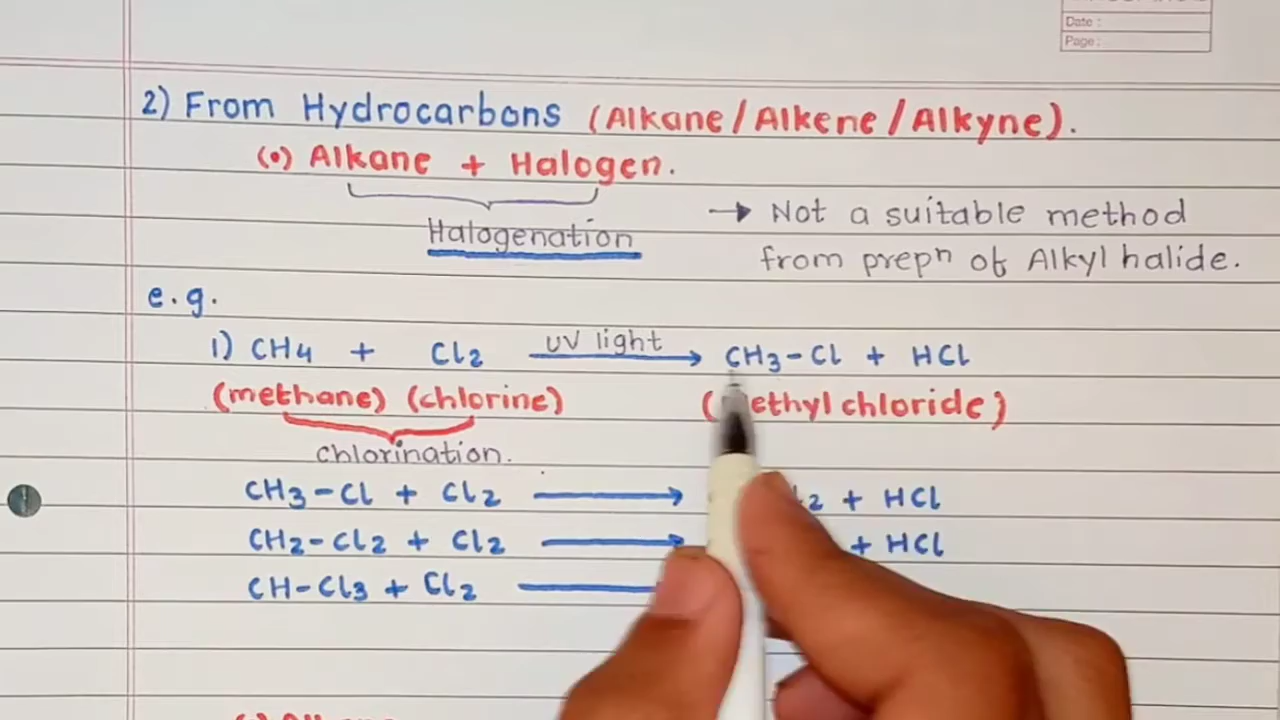 Date :
Page :
2) From Hydrocarbons (Alkane/Alkene/Alkyne).
(•) Alkane + Halogen.
Halogenation
→ Not a suitable method
from prepn of Alkyl halide.
e.g.
1) CH4 + Cl2 UV light → CH3-Cl + HCl
(methane) (chlorine) (ethyl chloride)
chlorination.
CH3-Cl + Cl2 → 2 + HCl
CH2-Cl2 + Cl2 → + HCl
CH-Cl3 + Cl2